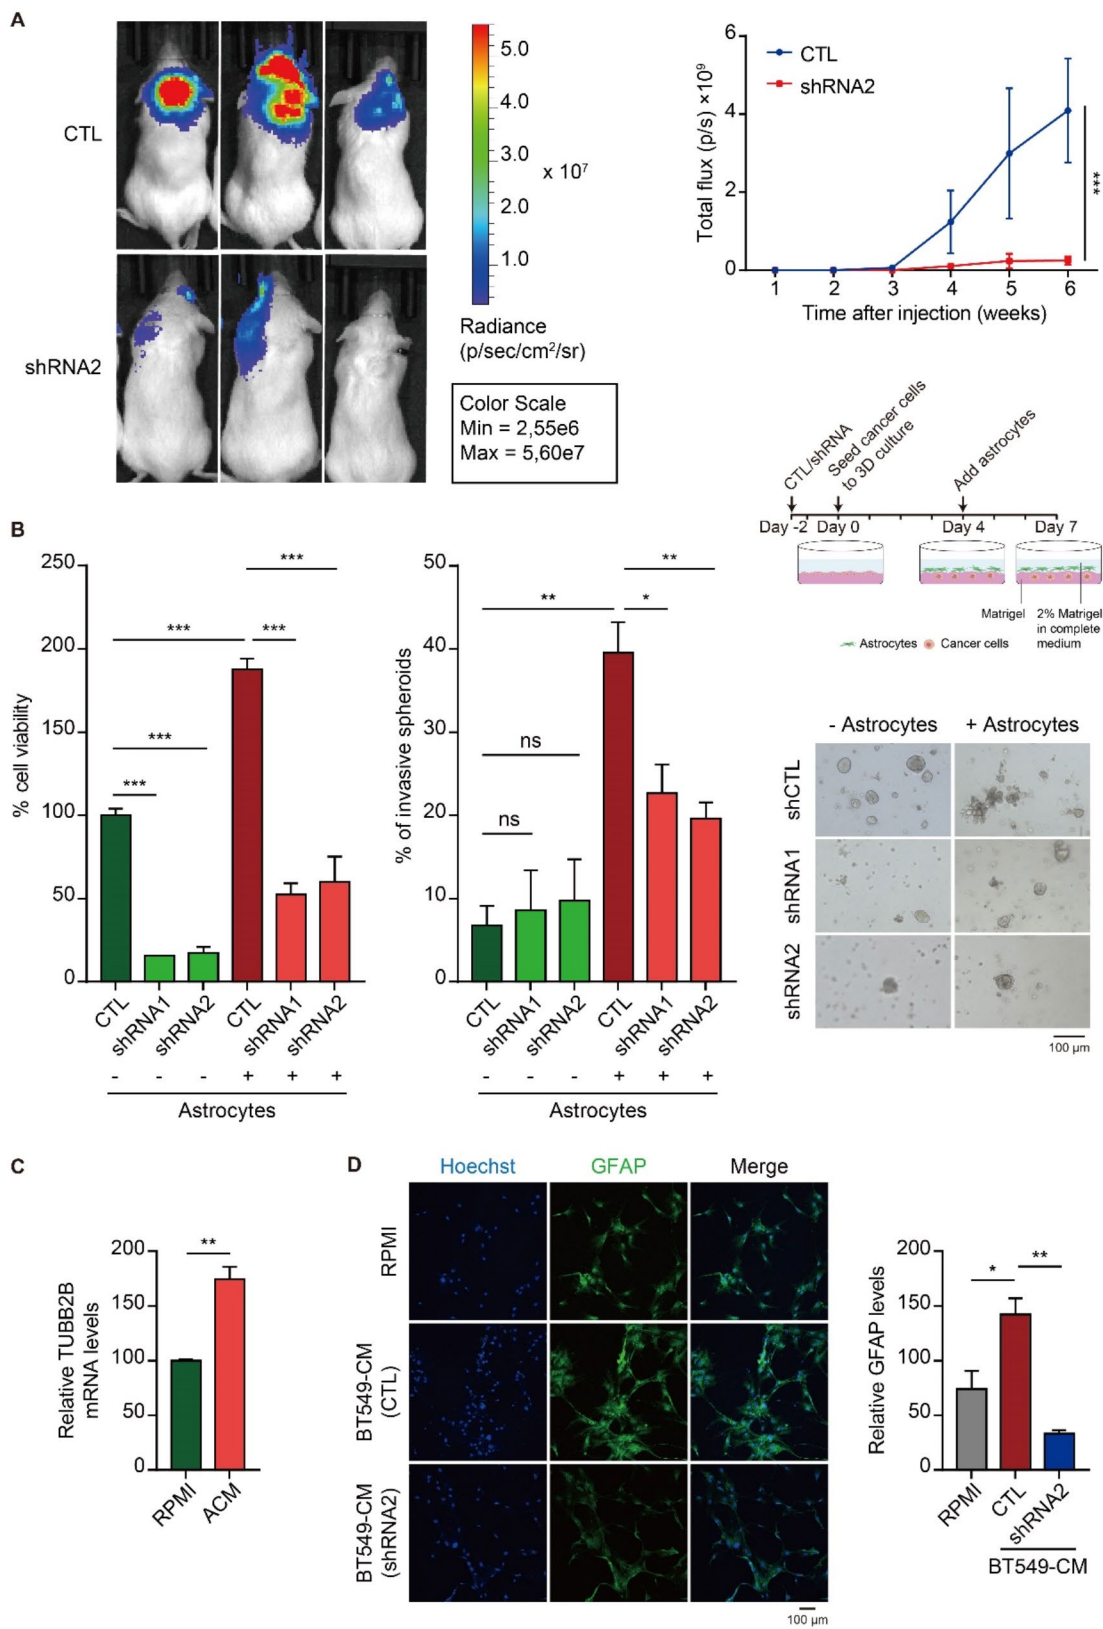 A
CTL
shRNA2
5.0
4.0
3.0
2.0
1.0
x 10⁷
Radiance
(p/sec/cm²/sr)
Color Scale
Min = 2,55e6
Max = 5,60e7
Total flux (p/s) ×10⁹
6
4
2
0
CTL
shRNA2
***
1 2 3 4 5 6
Time after injection (weeks)
CTL/shRNA
Seed cancer cells
to 3D culture
Add astrocytes
Day -2 Day 0 Day 4 Day 7
Matrigel
2% Matrigel
in complete
medium
Astrocytes Cancer cells
B
% cell viability
250
200
150
100
50
0
***
***
***
***
***
CTL shRNA1 shRNA2 CTL shRNA1 shRNA2
- - - + + +
Astrocytes
% of invasive spheroids
50
40
30
20
10
0
**
**
*
ns
ns
CTL shRNA1 shRNA2 CTL shRNA1 shRNA2
- - - + + +
Astrocytes
- Astrocytes + Astrocytes
shCTL
shRNA1
shRNA2
100 µm
C
Relative TUBB2B
mRNA levels
200
150
100
50
0
**
RPMI ACM
D
Hoechst GFAP Merge
RPMI
BT549-CM
(CTL)
BT549-CM
(shRNA2)
100 µm
Relative GFAP levels
200
150
100
50
0
* **
RPMI CTL shRNA2
BT549-CM